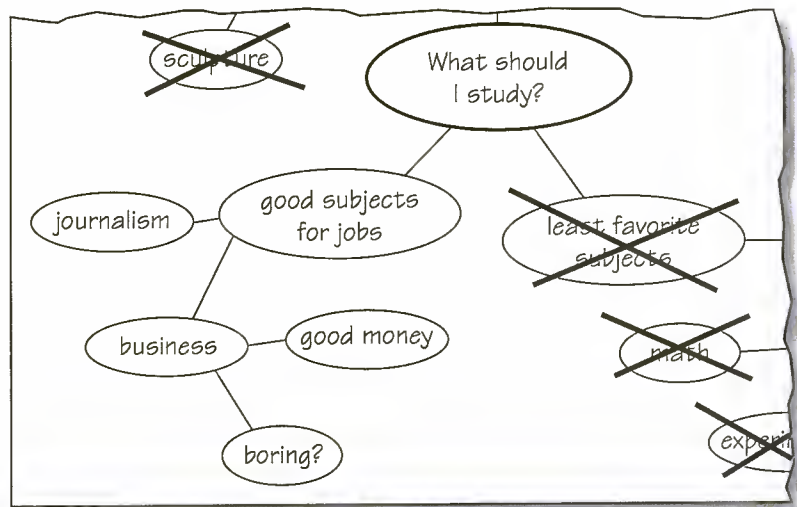 sculpture
What should
I study?
good subjects
for jobs
journalism
least favorite
subjects
business
good money
math
boring?